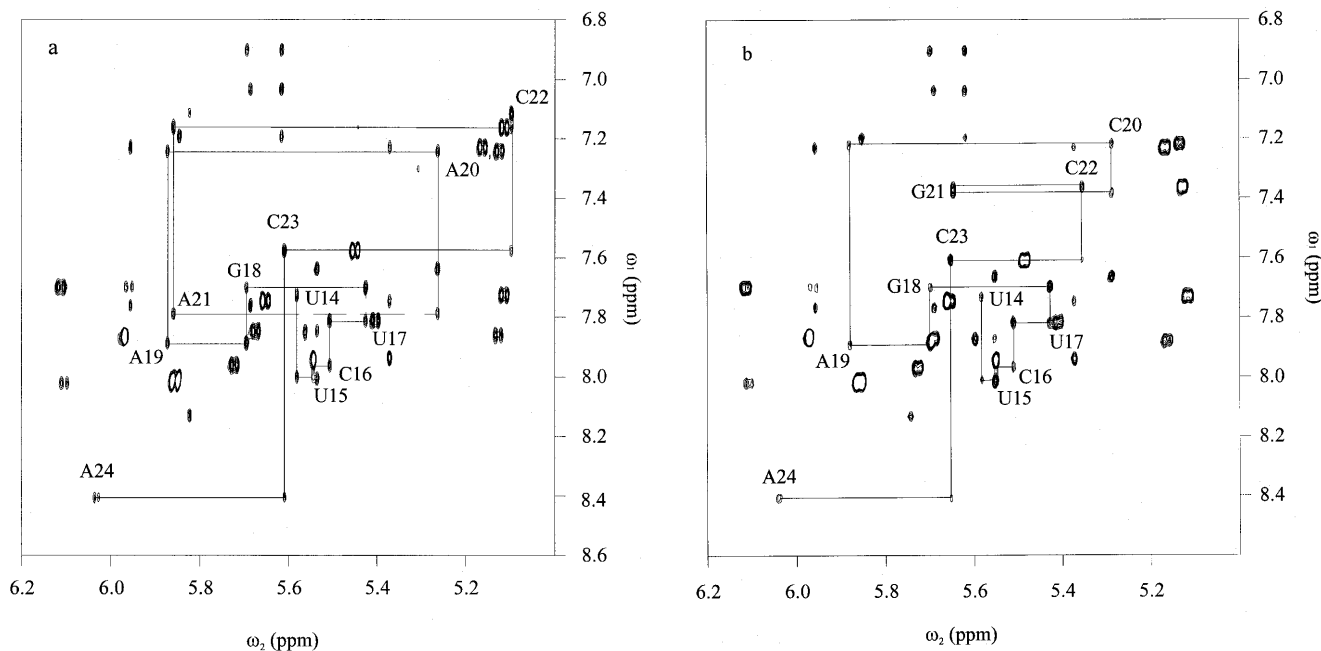 a
6.8
7.0
7.2
7.4
7.6
7.8
8.0
8.2
8.4
8.6
ω₁ (ppm)
C22
A20
C23
G18
U14
A21
U17
A19
C16
U15
A24
6.2
6.0
5.8
5.6
5.4
5.2
ω₂ (ppm)
b
6.8
7.0
7.2
7.4
7.6
7.8
8.0
8.2
8.4
ω₁ (ppm)
C20
C22
G21
C23
G18
U14
U17
A19
C16
U15
A24
6.2
6.0
5.8
5.6
5.4
5.2
ω₂ (ppm)